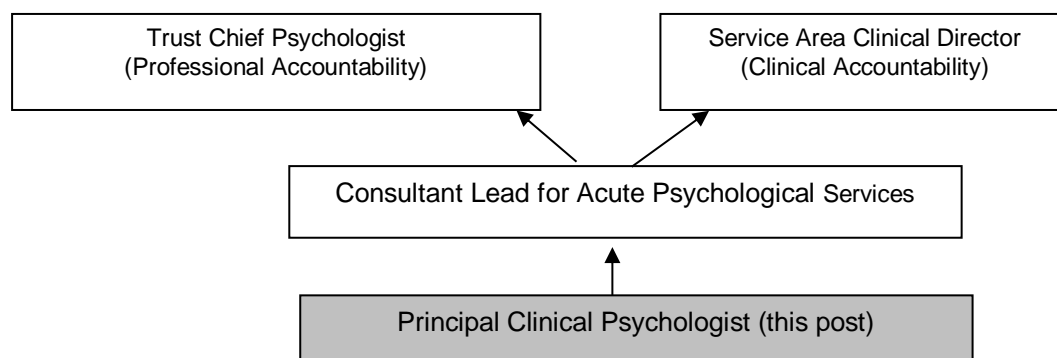 Trust Chief Psychologist
(Professional Accountability)
Service Area Clinical Director
(Clinical Accountability)
Consultant Lead for Acute Psychological Services
Principal Clinical Psychologist (this post)